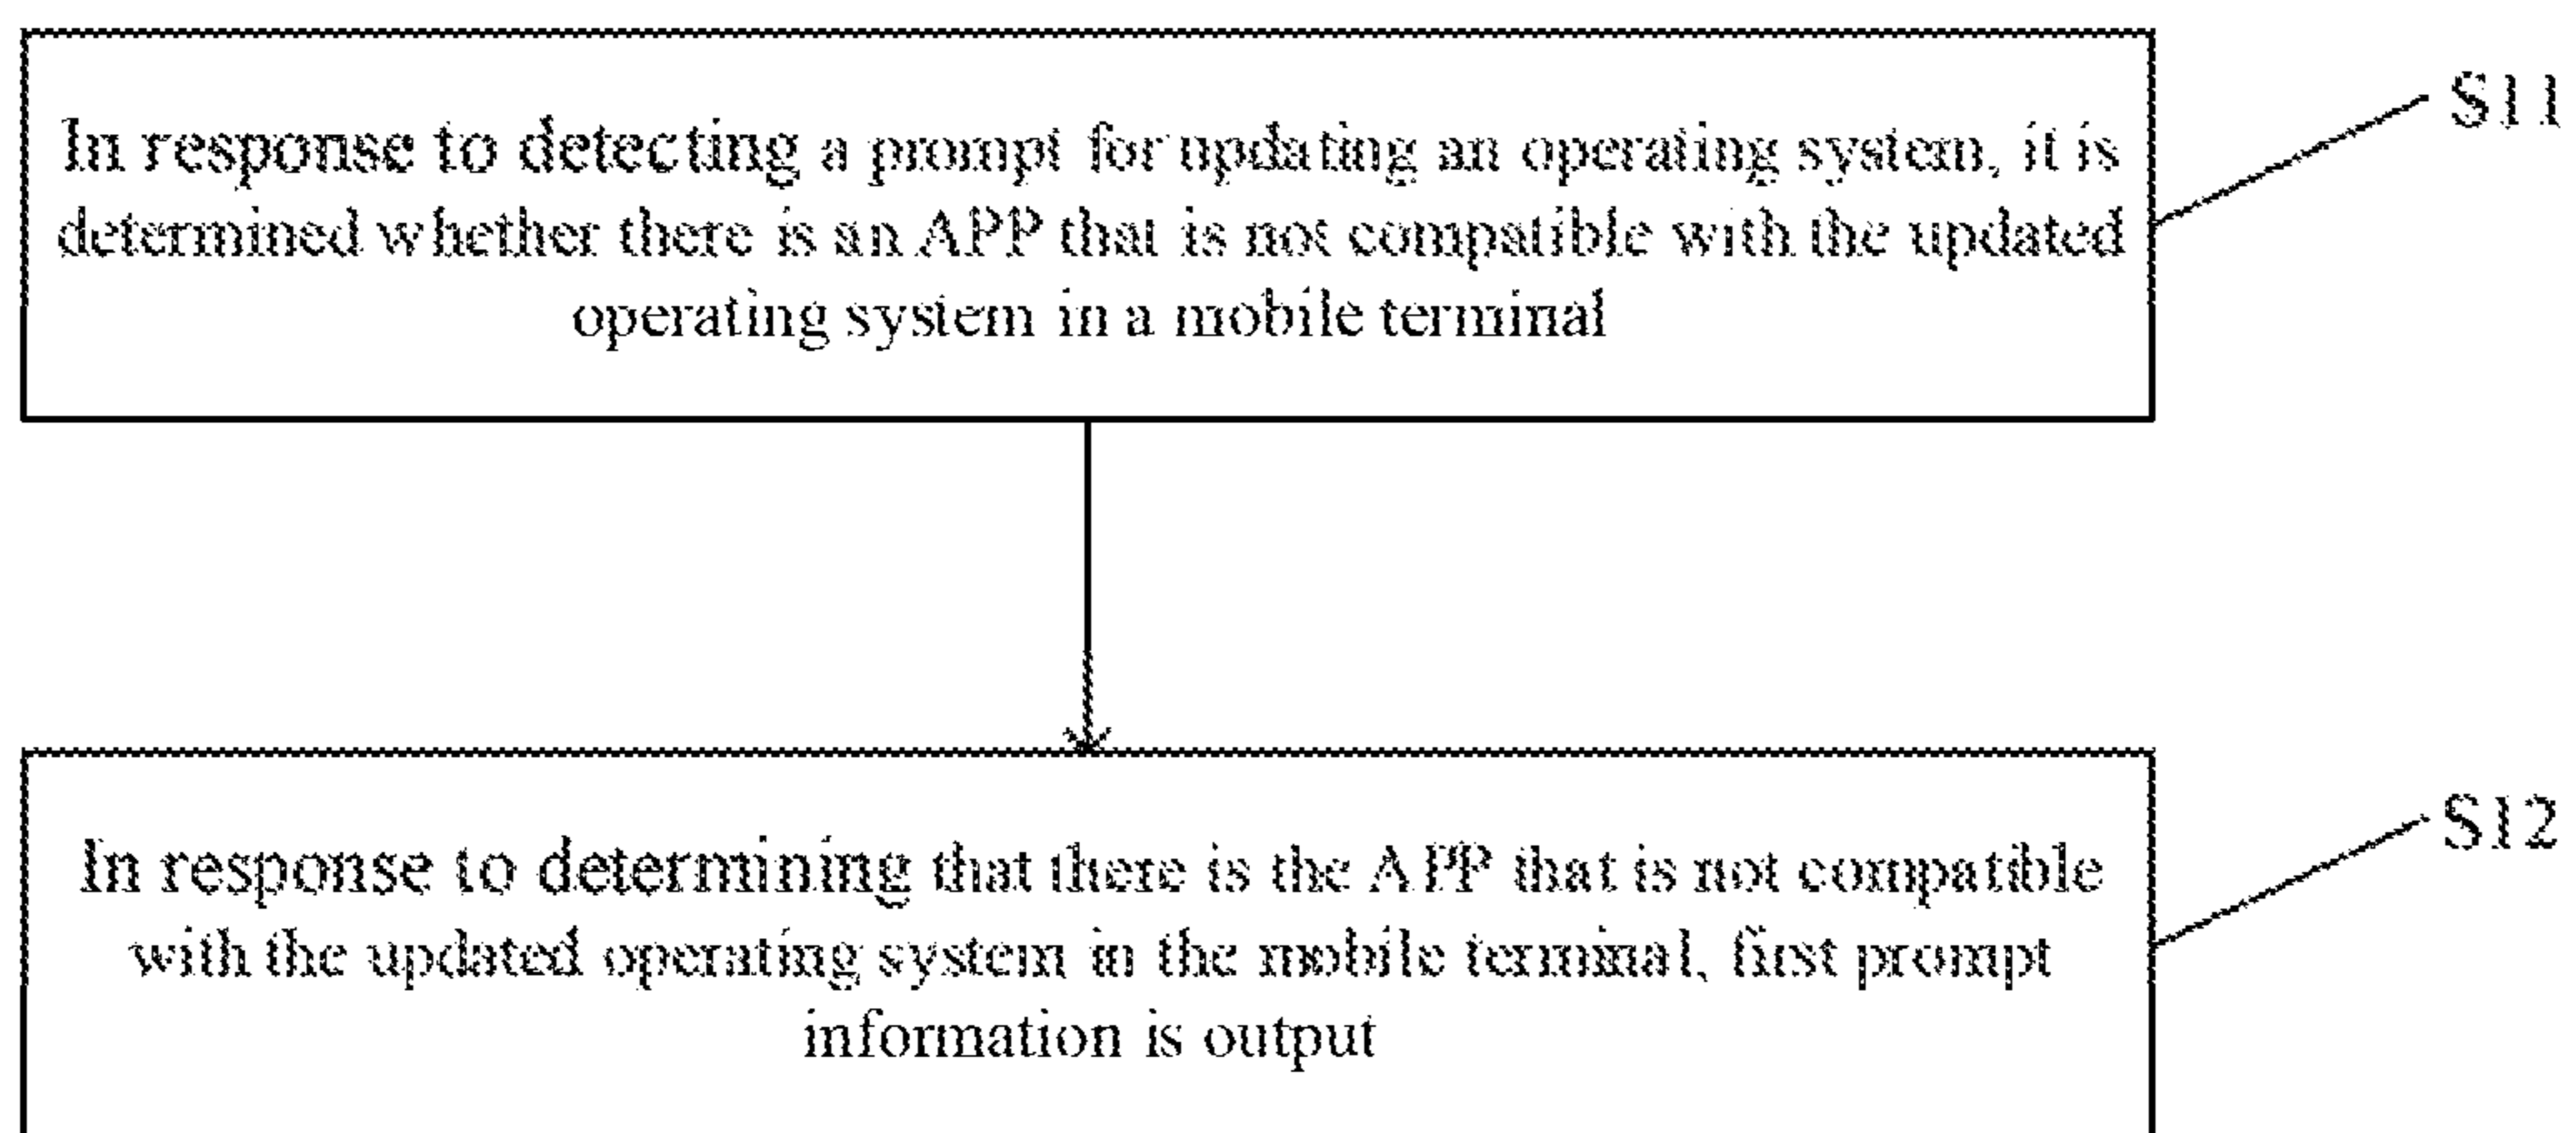 In response to detecting a prompt for updating an operating system, it is
determined whether there is an APP that is not compatible with the updated
operating system in a mobile terminal
S11
In response to determining that there is the APP that is not compatible
with the updated operating system in the mobile terminal, first prompt
information is output
S12